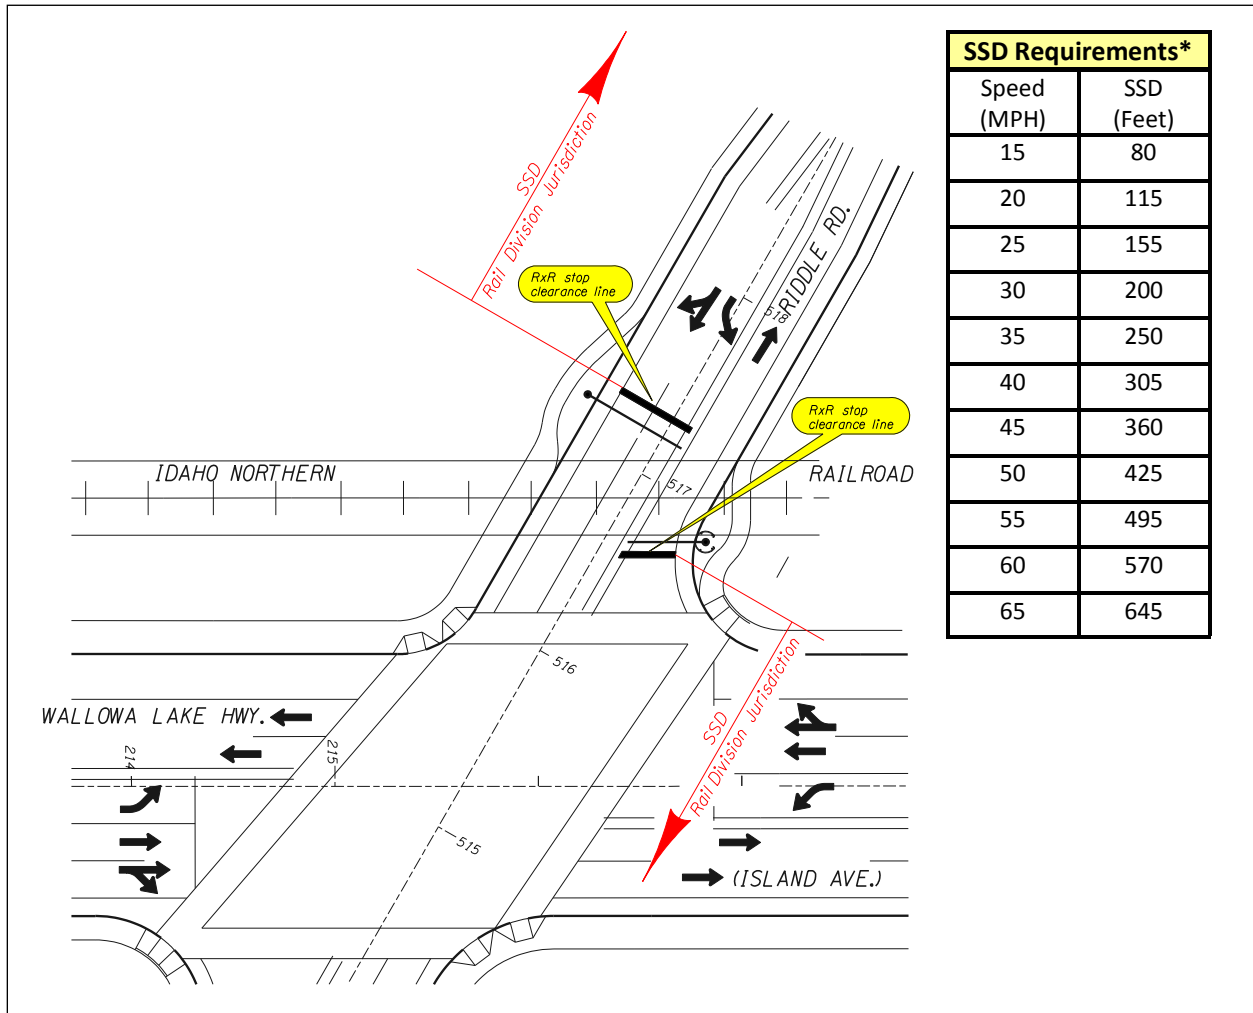 SSD
Rail Division Jurisdiction
RxR stop
clearance line
RIDDLE RD.
518
RxR stop
clearance line
IDAHO NORTHERN
RAILROAD
517
516
WALLOWA LAKE HWY.
214
215
515
SSD
Rail Division Jurisdiction
(ISLAND AVE.)
SSD Requirements*
Speed
(MPH)
SSD
(Feet)
15 80
20 115
25 155
30 200
35 250
40 305
45 360
50 425
55 495
60 570
65 645